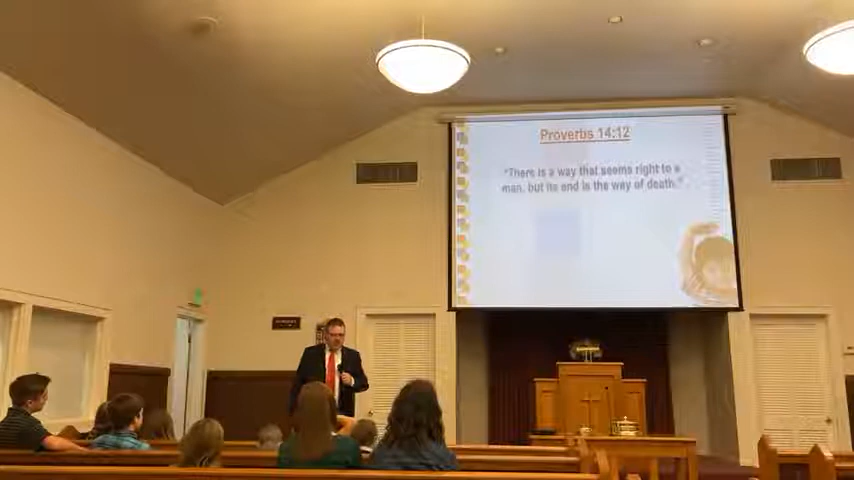 Proverbs 14:12
"There is a way that seems right to a
man, but its end is the way of death."